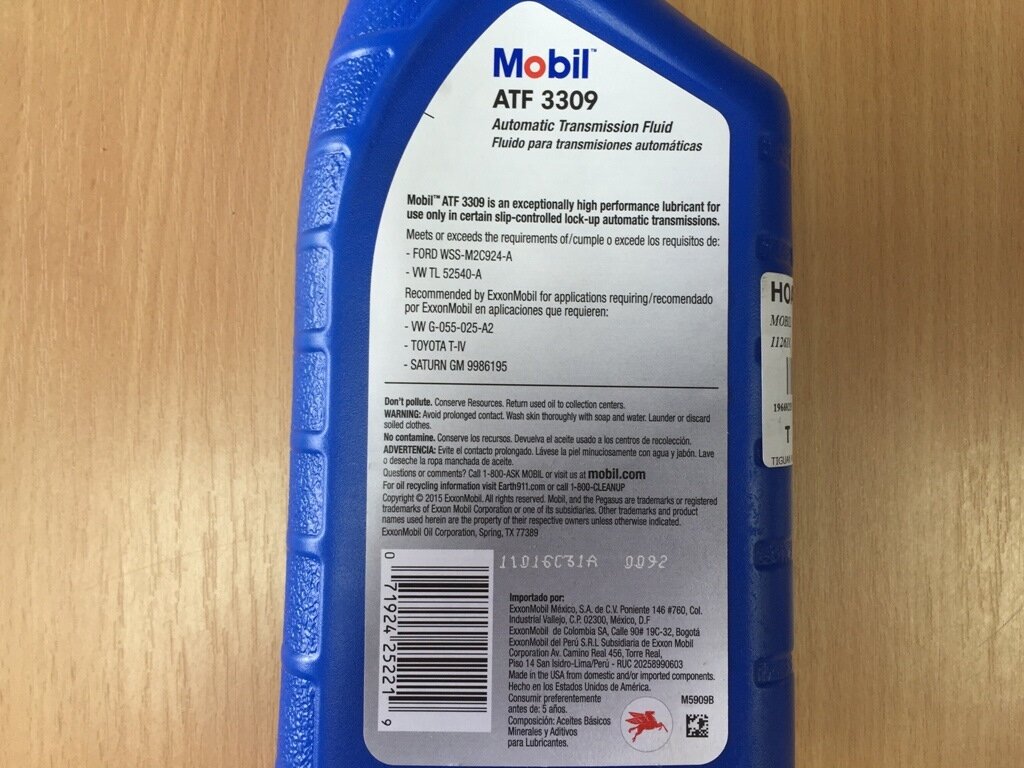 Mobil™
ATF 3309
Automatic Transmission Fluid
Fluido para transmisiones automáticas
Mobil™ ATF 3309 is an exceptionally high performance lubricant for
use only in certain slip-controlled lock-up automatic transmissions.
Meets or exceeds the requirements of/cumple o excede los requisitos de:
- FORD WSS-M2C924-A
- VW TL 52540-A
Recommended by ExxonMobil for applications requiring/recomendado
por ExxonMobil en aplicaciones que requieren:
- VW G-055-025-A2
- TOYOTA T-IV
- SATURN GM 9986195
Don't pollute. Conserve Resources. Return used oil to collection centers.
WARNING: Avoid prolonged contact. Wash skin thoroughly with soap and water. Launder or discard
soiled clothes.
No contamine. Conserve los recursos. Devuelva el aceite usado a los centros de recolección.
ADVERTENCIA: Evite el contacto prolongado. Lávese la piel minuciosamente con agua y jabón. Lave
o deseche la ropa manchada de aceite.
Questions or comments? Call 1-800-ASK MOBIL or visit us at mobil.com
For oil recycling information visit Earth911.com or call 1-800-CLEANUP
Copyright © 2015 ExxonMobil. All rights reserved. Mobil, and the Pegasus are trademarks or registered
trademarks of Exxon Mobil Corporation or one of its subsidiaries. Other trademarks and product
names used herein are the property of their respective owners unless otherwise indicated.
ExxonMobil Oil Corporation, Spring, TX 77389
11016C31A 0092
0 71924 25221 9
Importado por:
ExxonMobil México, S.A. de C.V. Poniente 146 #760, Col.
Industrial Vallejo, C.P. 02300, México, D.F
ExxonMobil de Colombia SA, Calle 90# 19C-32, Bogotá
ExxonMobil del Perú S.R.L Subsidiaria de Exxon Mobil
Corporation Av. Camino Real 456, Torre Real,
Piso 14 San Isidro-Lima/Perú - RUC 20258990603
Made in the USA from domestic and/or imported components.
Hecho en los Estados Unidos de América.
Consumir preferentemente
antes de: 5 años.
Composición: Aceites Básicos
Minerales y Aditivos
para Lubricantes.
M5909B